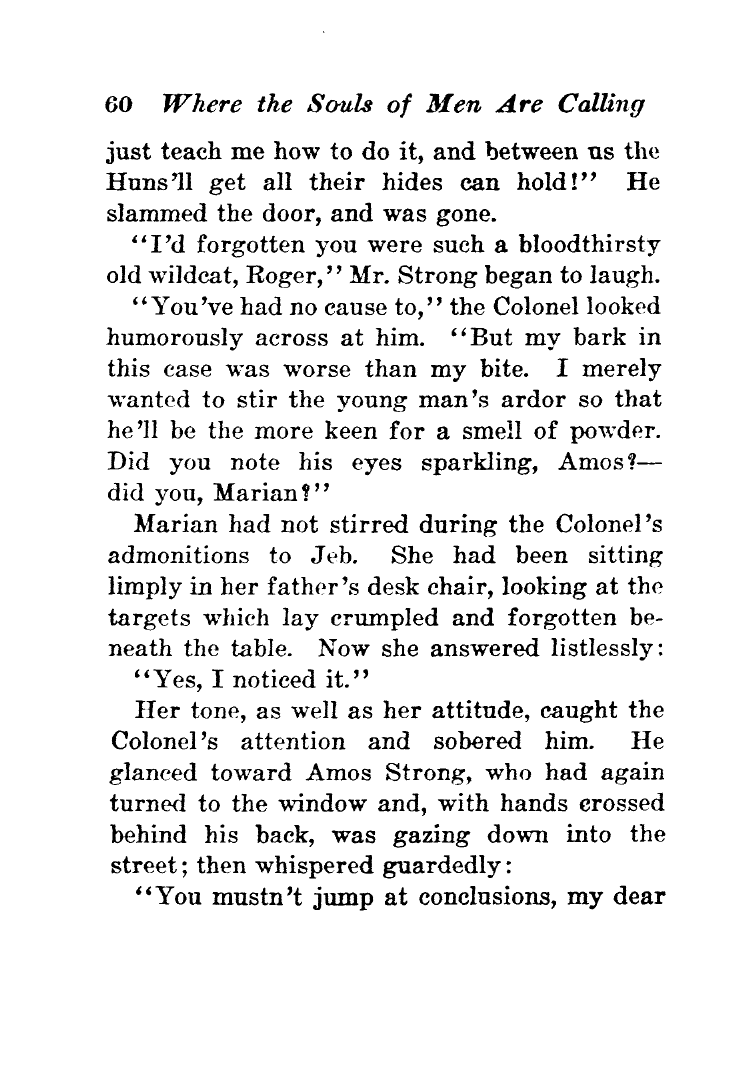 60 Where the Souls of Men Are Calling
just teach me how to do it, and between us the
Huns'll get all their hides can hold!” He
slammed the door, and was gone.
“I'd forgotten you were such a bloodthirsty
old wildcat, Roger,” Mr. Strong began to laugh.
“You've had no cause to,” the Colonel looked
humorously across at him. “But my bark in
this case was worse than my bite. I merely
wanted to stir the young man's ardor so that
he'll be the more keen for a smell of powder.
Did you note his eyes sparkling, Amos?—
did you, Marian?”
Marian had not stirred during the Colonel's
admonitions to Jeb. She had been sitting
limply in her father's desk chair, looking at the
targets which lay crumpled and forgotten be-
neath the table. Now she answered listlessly:
“Yes, I noticed it.”
Her tone, as well as her attitude, caught the
Colonel's attention and sobered him. He
glanced toward Amos Strong, who had again
turned to the window and, with hands crossed
behind his back, was gazing down into the
street; then whispered guardedly:
“You mustn't jump at conclusions, my dear